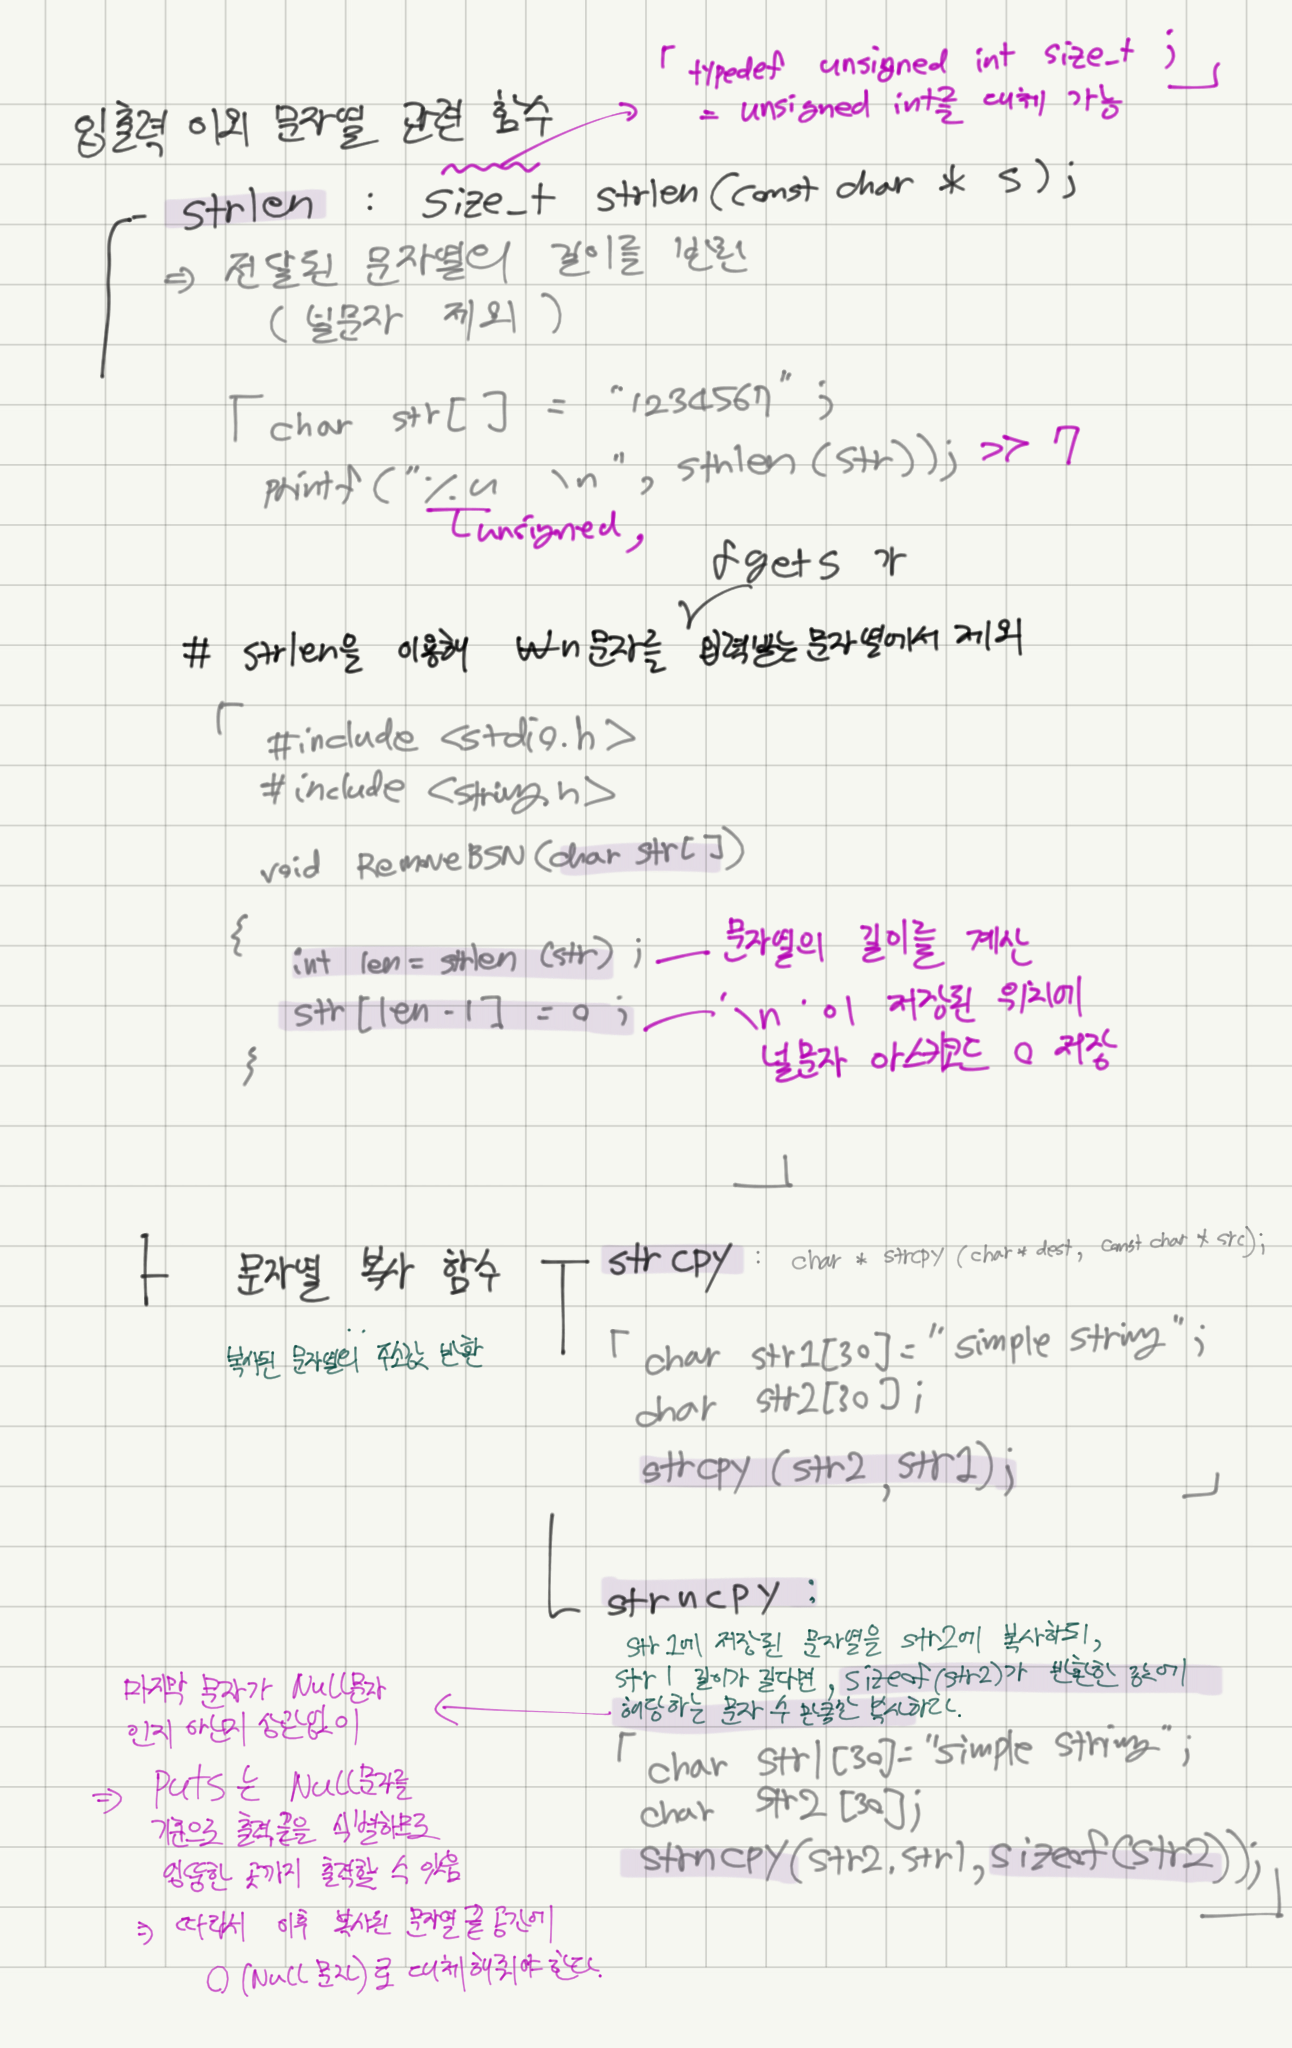 「 typedef unsigned int size_t ; 」
= unsigned int를 대체 가능
입출력 이외 문자열 관련 함수
strlen : size_t strlen(const char * s);
⇒ 전달된 문자열의 길이를 반환
( 널문자 제외 )
「 char str[] = "1234567";
printf("%u \n", strlen(str)); >> 7
unsigned,
fgets가
# strlen을 이용해 ₩n문자를 입력받는 문자열에서 제외
「 #include <stdio.h>
#include <string.h>
void RemoveBSN(char str[])
{
int len = strlen (str) ; — 문자열의 길이를 계산
str[len-1] = 0 ; '\n'이 저장된 위치에
널문자 아스키코드 0 저장
}
」
문자열 복사 함수
복사된 문자열의 주소값 반환
strcpy : char * strcpy (char* dest, const char * src);
「 char str1[30]="simple string";
char str2[30];
strcpy (str2, str1);
」
strncpy :
str1에 저장된 문자열을 str2에 복사하되,
str1 길이가 길다면, sizeof(str2)가 반환한 값에
해당하는 문자 수 만큼만 복사하라.
「 char str1[30]="simple string";
char str2 [30];
strncpy(str2, str1, sizeof(str2)); 」
마지막 문자가 Null문자
인지 아닌지 상관없이
⇒ puts는 Null문자를
기준으로 출력 끝을 식별하므로
엉뚱한 곳까지 출력할 수 있음
⇒ 따라서 이후 복사된 문자열 끝 공간에
0 (Null 문자)로 대체해줘야 한다.